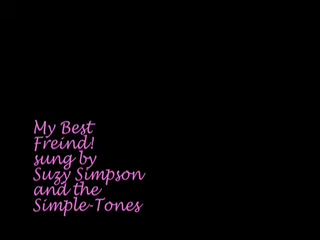 My Best
Freind!
sung by
Suzy Simpson
and the
Simple-Tones